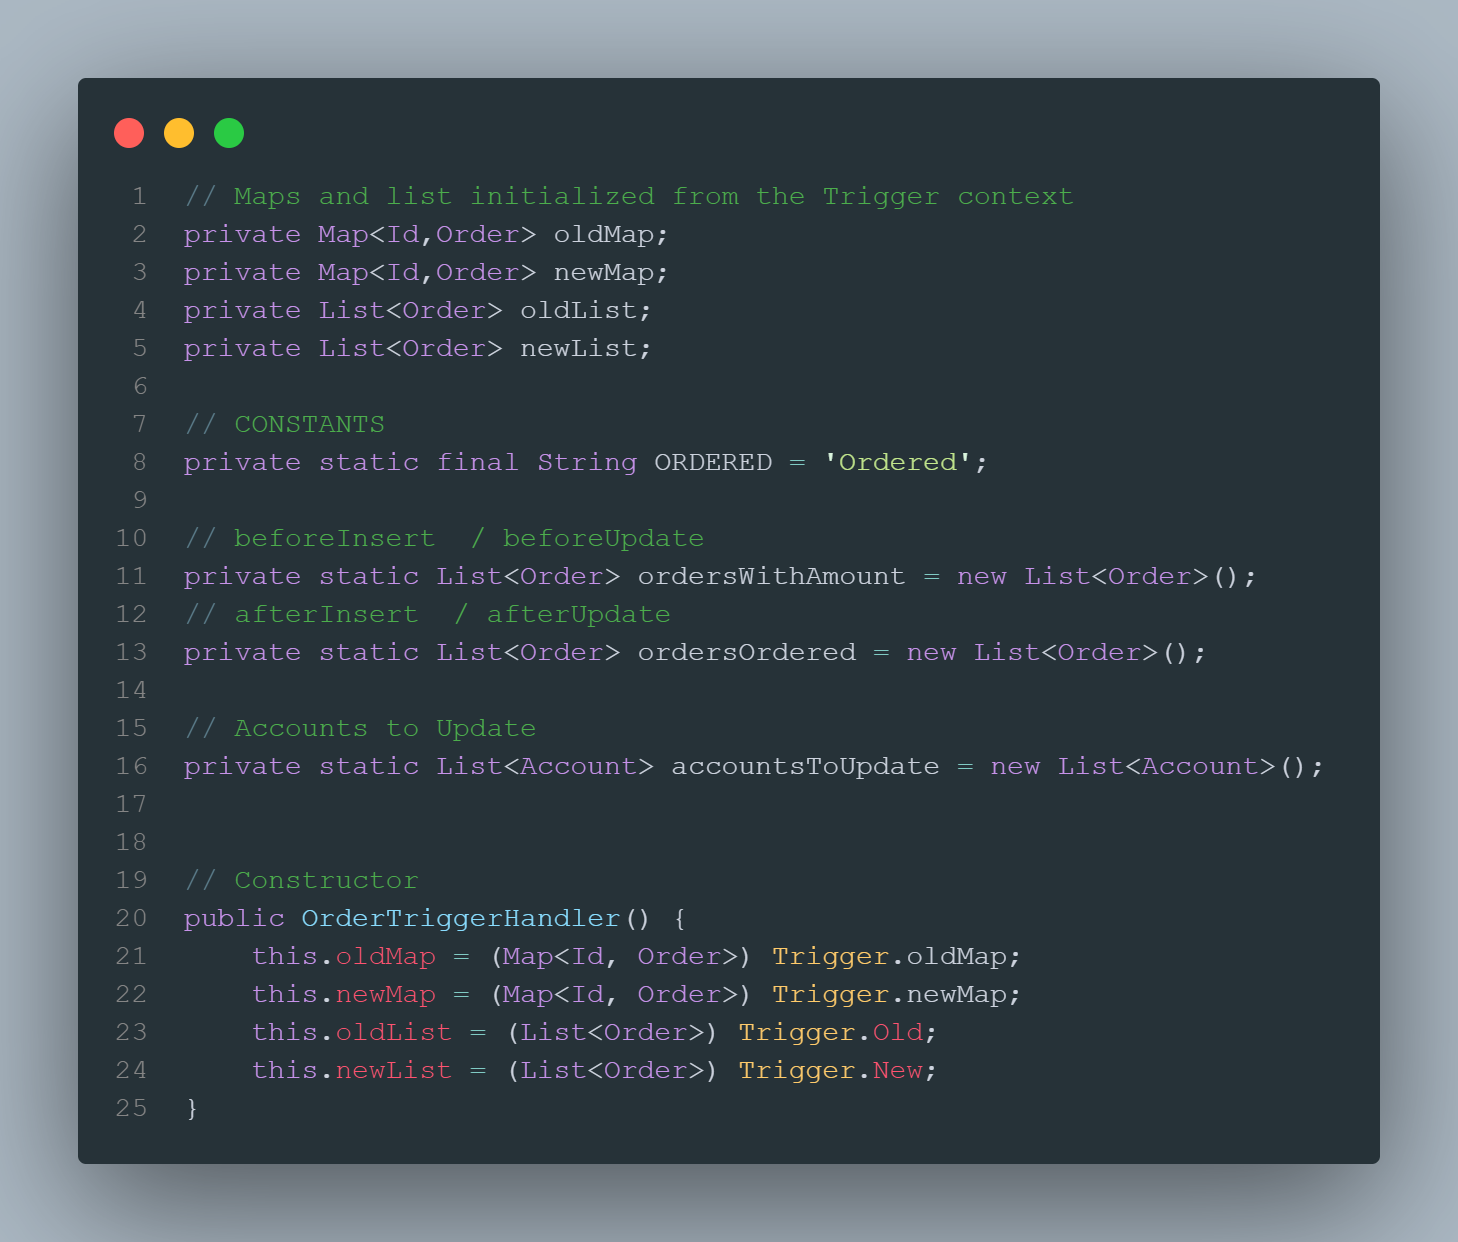 1 // Maps and list initialized from the Trigger context
2 private Map<Id,Order> oldMap;
3 private Map<Id,Order> newMap;
4 private List<Order> oldList;
5 private List<Order> newList;
6
7 // CONSTANTS
8 private static final String ORDERED = 'Ordered';
9
10 // beforeInsert  / beforeUpdate
11 private static List<Order> ordersWithAmount = new List<Order>();
12 // afterInsert  / afterUpdate
13 private static List<Order> ordersOrdered = new List<Order>();
14
15 // Accounts to Update
16 private static List<Account> accountsToUpdate = new List<Account>();
17
18
19 // Constructor
20 public OrderTriggerHandler() {
21     this.oldMap = (Map<Id, Order>) Trigger.oldMap;
22     this.newMap = (Map<Id, Order>) Trigger.newMap;
23     this.oldList = (List<Order>) Trigger.Old;
24     this.newList = (List<Order>) Trigger.New;
25 }